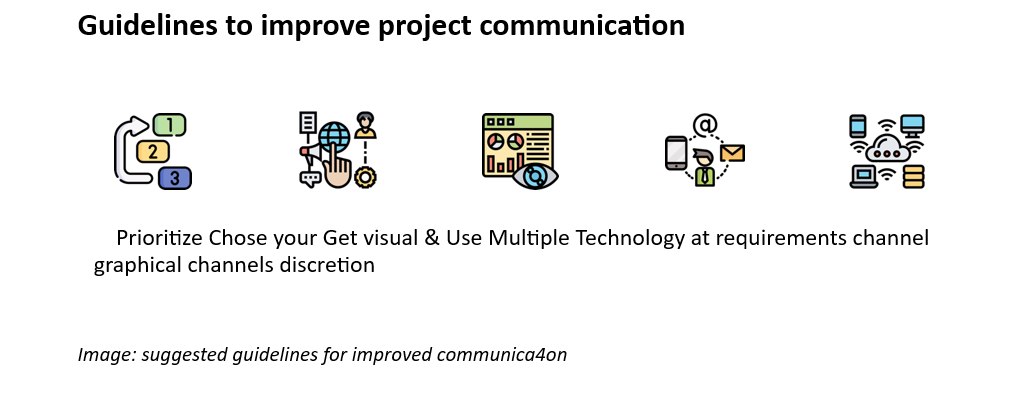 Guidelines to improve project communication
1
2
3
@
Prioritize Chose your Get visual & Use Multiple Technology at requirements channel
graphical channels discretion
Image: suggested guidelines for improved communica4on